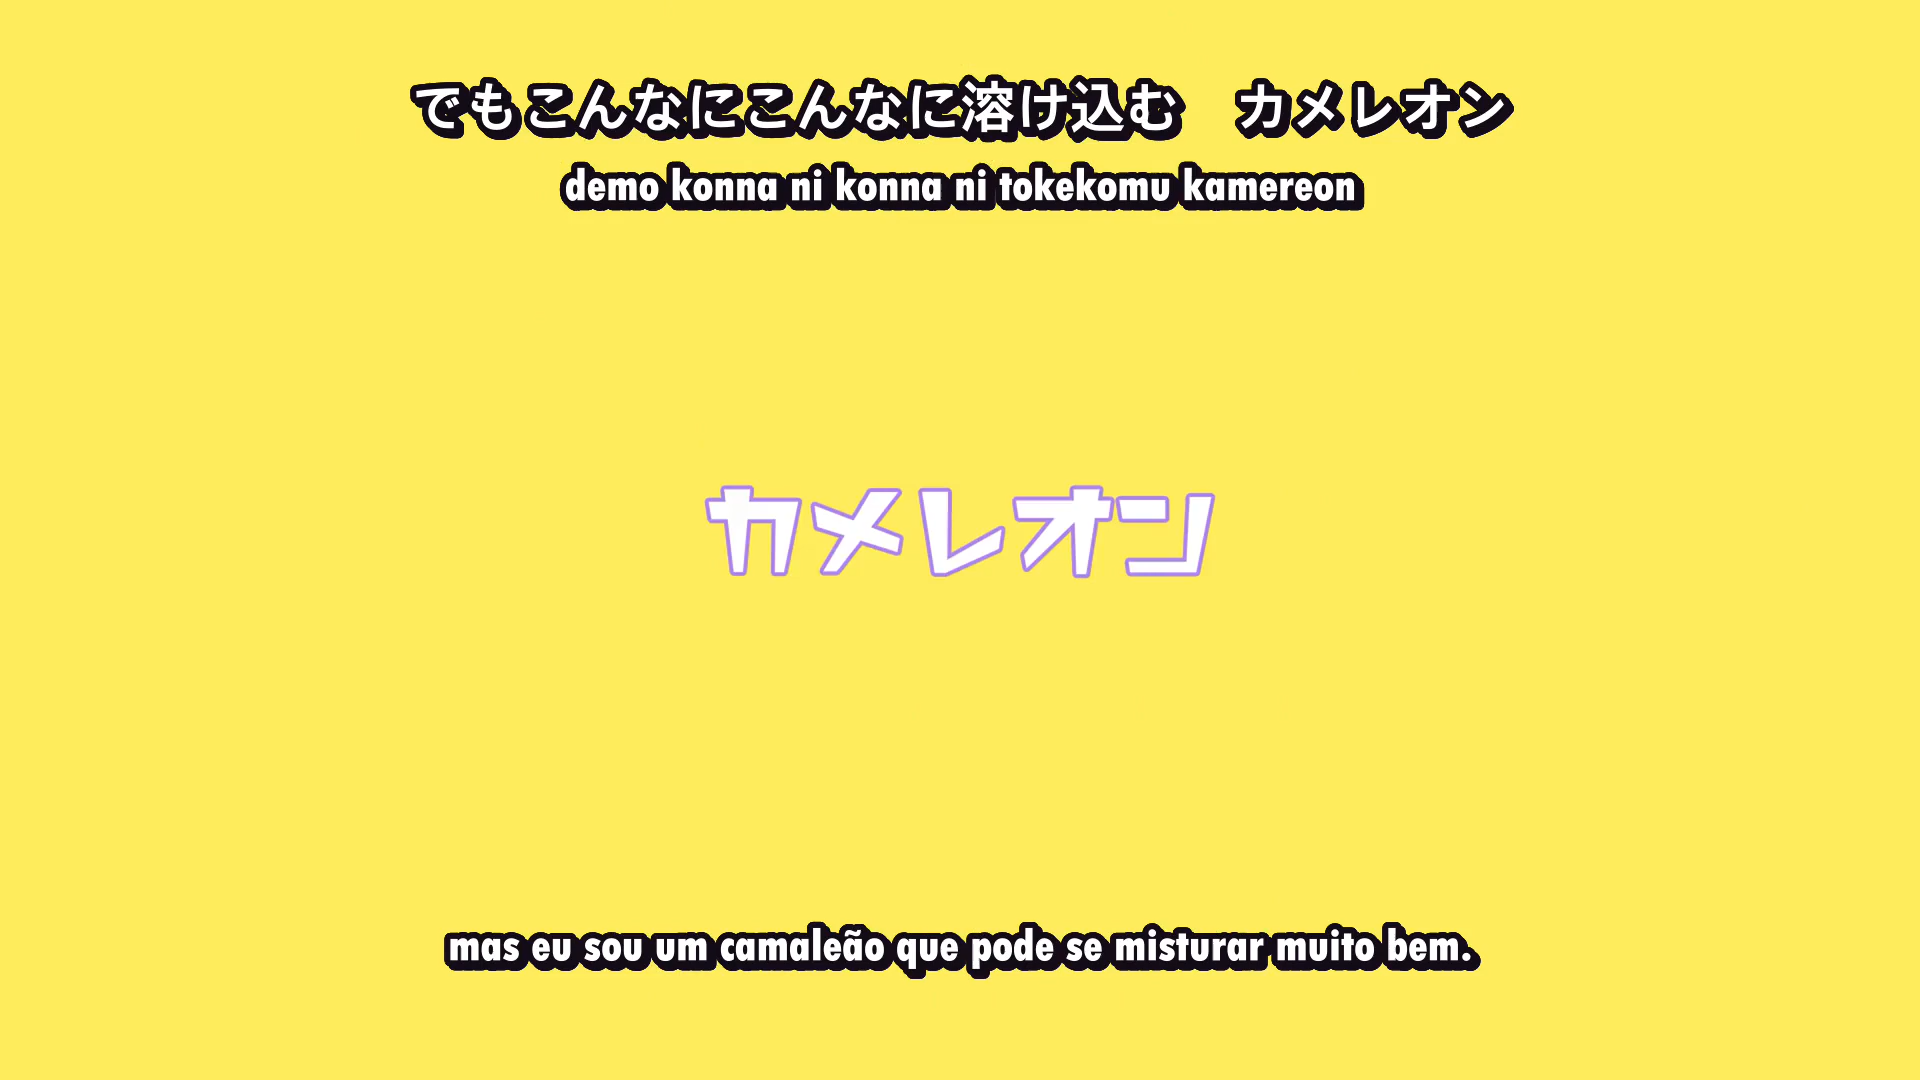 でもこんなにこんなに溶け込む　カメレオン
demo konna ni konna ni tokekomu kamereon
カメレオン
mas eu sou um camaleão que pode se misturar muito bem.